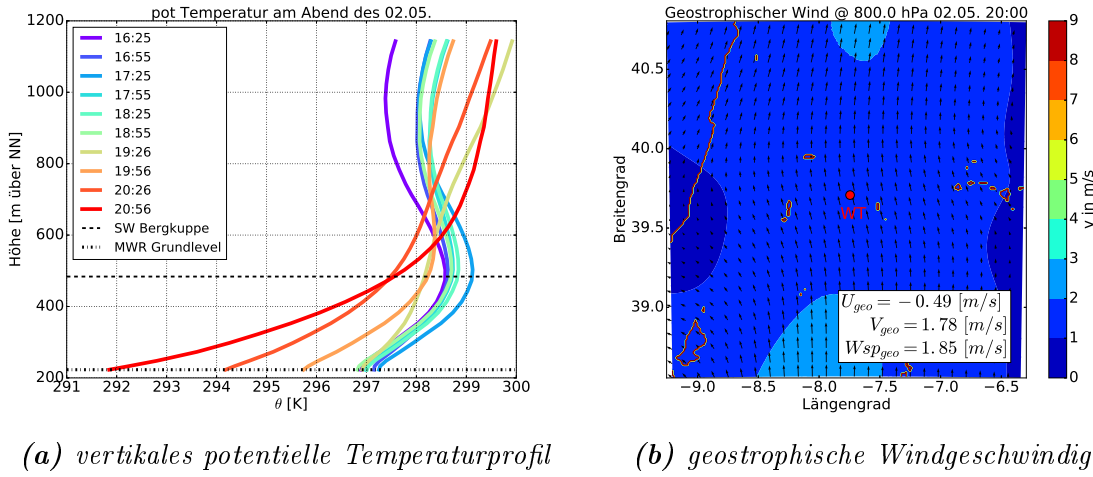 pot Temperatur am Abend des 02.05.
1200
1000
800
600
400
200
Höhe [m über NN]
16:25
16:55
17:25
17:55
18:25
18:55
19:26
19:56
20:26
20:56
SW Bergkuppe
MWR Grundlevel
291 292 293 294 295 296 297 298 299 300
θ [K]
(a) vertikales potentielle Temperaturprofil
Geostrophischer Wind @ 800.0 hPa 02.05. 20:00
40.5
40.0
39.5
39.0
Breitengrad
WT
U_geo = −0.49 [m/s]
V_geo = 1.78 [m/s]
Wsp_geo = 1.85 [m/s]
−9.0 −8.5 −8.0 −7.5 −7.0 −6.5
Längengrad
9
8
7
6
5
4
3
2
1
0
v in m/s
(b) geostrophische Windgeschwindig